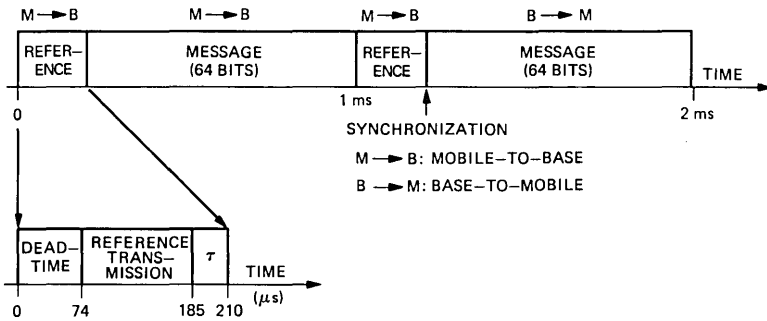 M → B M → B M → B B → M
REFER-
ENCE
MESSAGE
(64 BITS)
REFER-
ENCE
MESSAGE
(64 BITS)
TIME
0 1 ms 2 ms
SYNCHRONIZATION
M → B: MOBILE-TO-BASE
B → M: BASE-TO-MOBILE
DEAD-
TIME
REFERENCE
TRANS-
MISSION
τ
TIME
(μs)
0 74 185 210